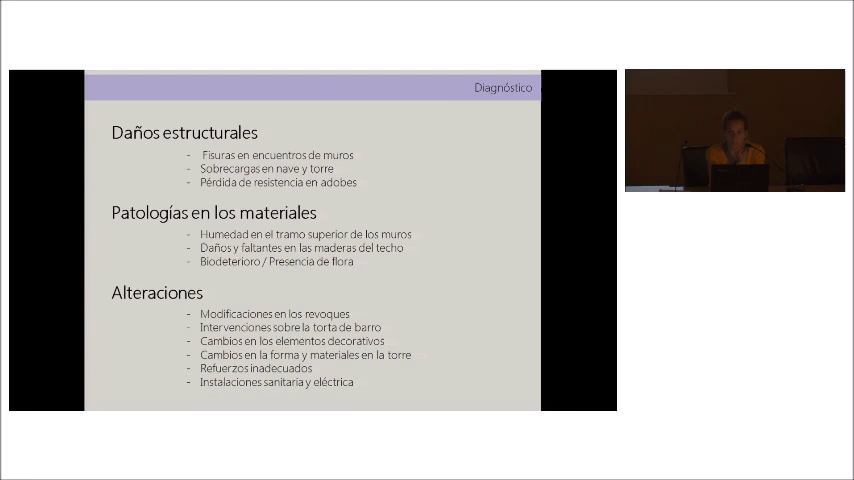 Diagnóstico
Daños estructurales
- Fisuras en encuentros de muros
- Sobrecargas en nave y torre
- Pérdida de resistencia en adobes
Patologías en los materiales
- Humedad en el tramo superior de los muros
- Daños y faltantes en las maderas del techo
- Biodeterioro / Presencia de flora
Alteraciones
- Modificaciones en los revoques
- Intervenciones sobre la torta de barro
- Cambios en los elementos decorativos
- Cambios en la forma y materiales en la torre
- Refuerzos inadecuados
- Instalaciones sanitaria y eléctrica